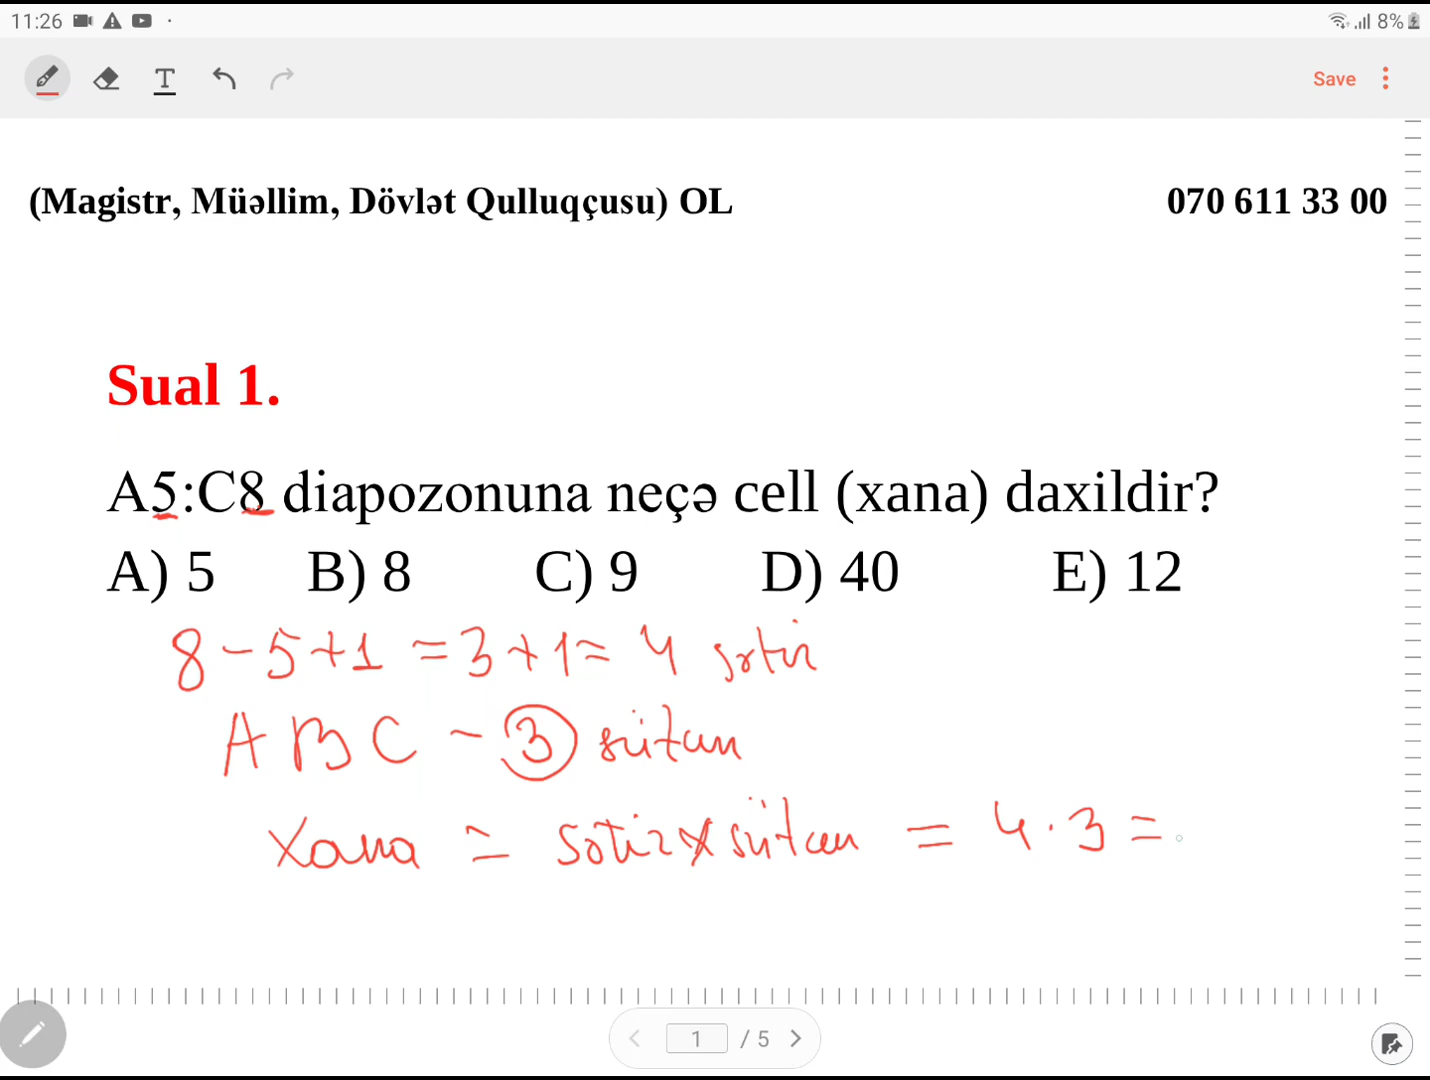 11:26
8%
Save
(Magistr, Müəllim, Dövlət Qulluqçusu) OL 070 611 33 00
Sual 1.
A5:C8 diapozonuna neçə cell (xana) daxildir?
A) 5 B) 8 C) 9 D) 40 E) 12
8-5+1=3+1=4 sətir
A B C - 3 sütun
Xana = sətir x sütun = 4·3=
1 / 5